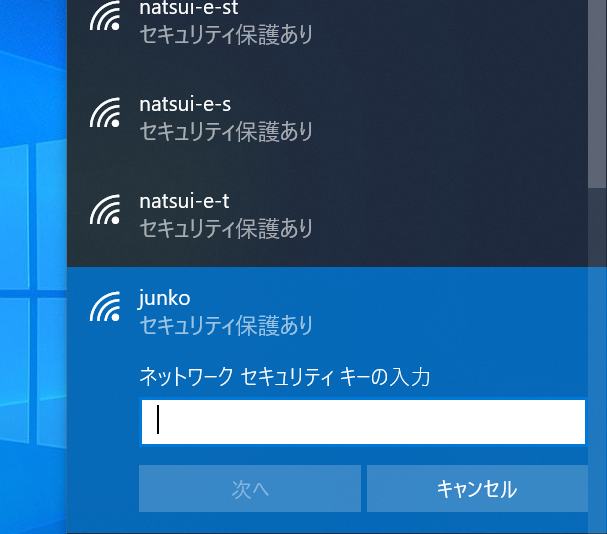 natsui-e-st
セキュリティ保護あり
natsui-e-s
セキュリティ保護あり
natsui-e-t
セキュリティ保護あり
junko
セキュリティ保護あり
ネットワーク セキュリティ キーの入力
次へ
キャンセル